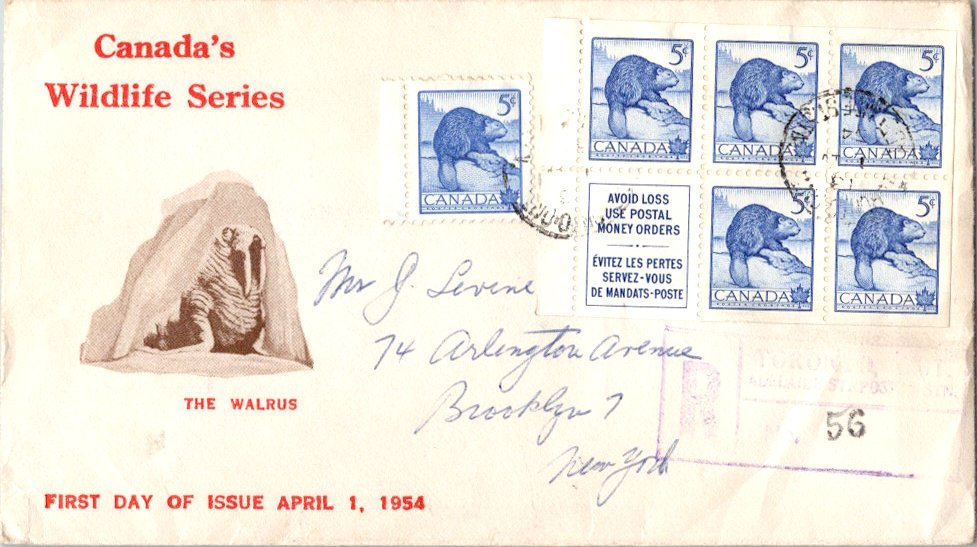 Canada's
Wildlife Series
5¢
CANADA
5¢
CANADA
5¢
CANADA
5¢
CANADA
AVOID LOSS
USE POSTAL
MONEY ORDERS
ÉVITEZ LES PERTES
SERVEZ-VOUS
DE MANDATS-POSTE
5¢
CANADA
5¢
CANADA
Mr J. Levine
74 Arlington Avenue
Brooklyn 7
New York
THE WALRUS
R
56
FIRST DAY OF ISSUE APRIL 1, 1954